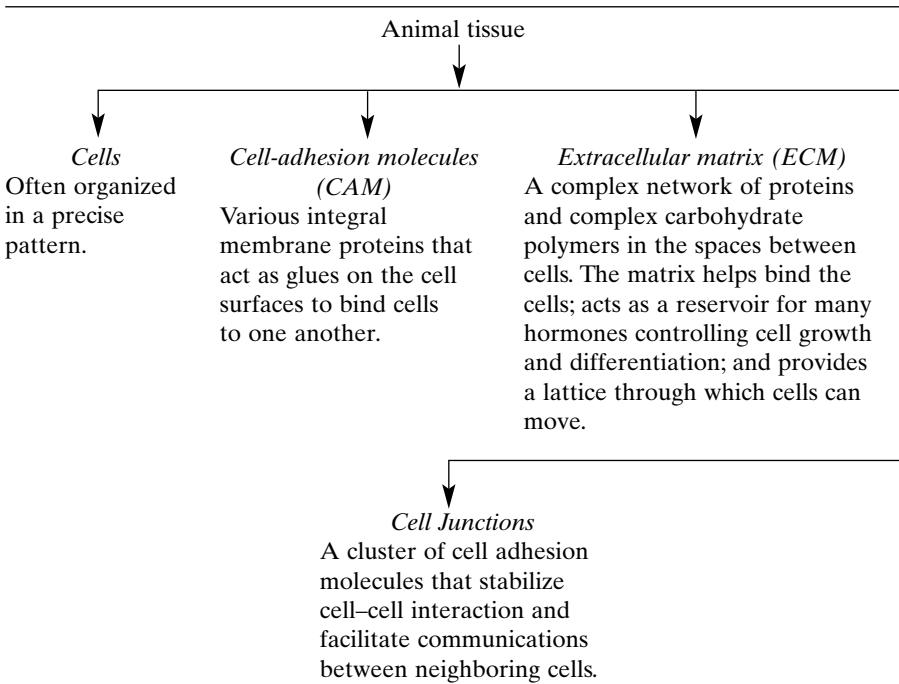 Animal tissue
Cells
Often organized
in a precise
pattern.
Cell-adhesion molecules
(CAM)
Various integral
membrane proteins that
act as glues on the cell
surfaces to bind cells
to one another.
Extracellular matrix (ECM)
A complex network of proteins
and complex carbohydrate
polymers in the spaces between
cells. The matrix helps bind the
cells; acts as a reservoir for many
hormones controlling cell growth
and differentiation; and provides
a lattice through which cells can
move.
Cell Junctions
A cluster of cell adhesion
molecules that stabilize
cell–cell interaction and
facilitate communications
between neighboring cells.